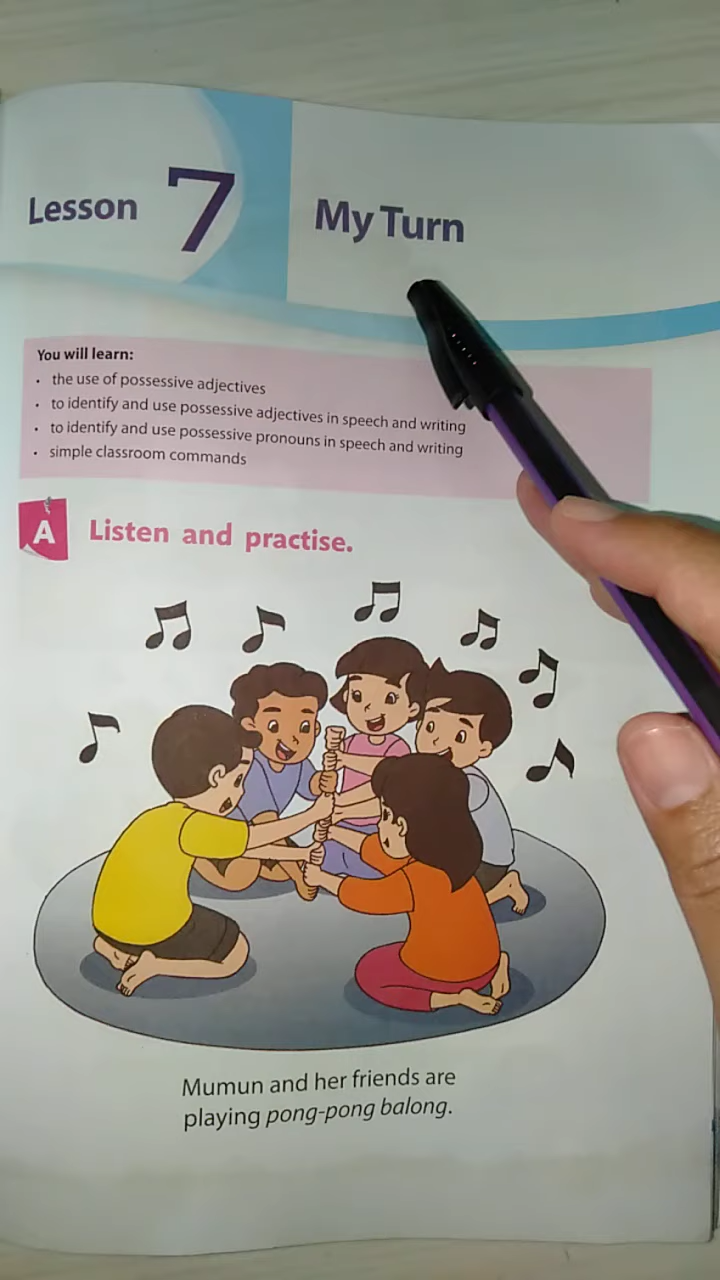 Lesson 7
My Turn
You will learn:
• the use of possessive adjectives
• to identify and use possessive adjectives in speech and writing
• to identify and use possessive pronouns in speech and writing
• simple classroom commands
A Listen and practise.
Mumun and her friends are
playing pong-pong balong.